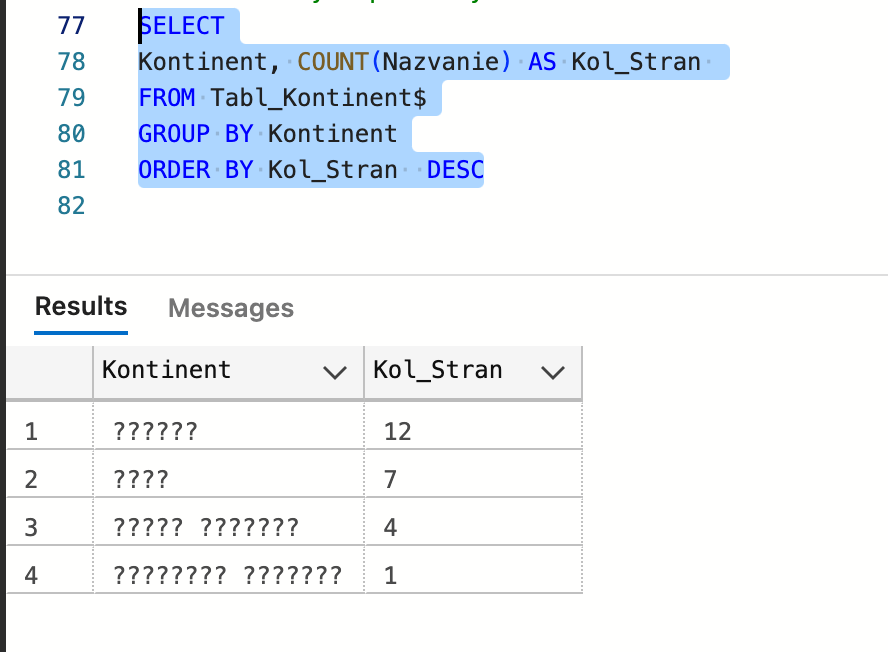 77 SELECT
78 Kontinent, COUNT(Nazvanie) AS Kol_Stran
79 FROM Tabl_Kontinent$
80 GROUP BY Kontinent
81 ORDER BY Kol_Stran  DESC
82
Results Messages
Kontinent Kol_Stran
1 ?????? 12
2 ???? 7
3 ????? ??????? 4
4 ???????? ??????? 1